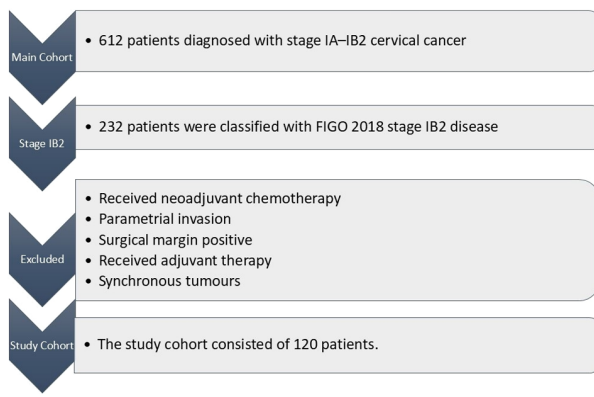 Main Cohort
• 612 patients diagnosed with stage IA–IB2 cervical cancer
Stage IB2
• 232 patients were classified with FIGO 2018 stage IB2 disease
Excluded
• Received neoadjuvant chemotherapy
• Parametrial invasion
• Surgical margin positive
• Received adjuvant therapy
• Synchronous tumours
Study Cohort
• The study cohort consisted of 120 patients.